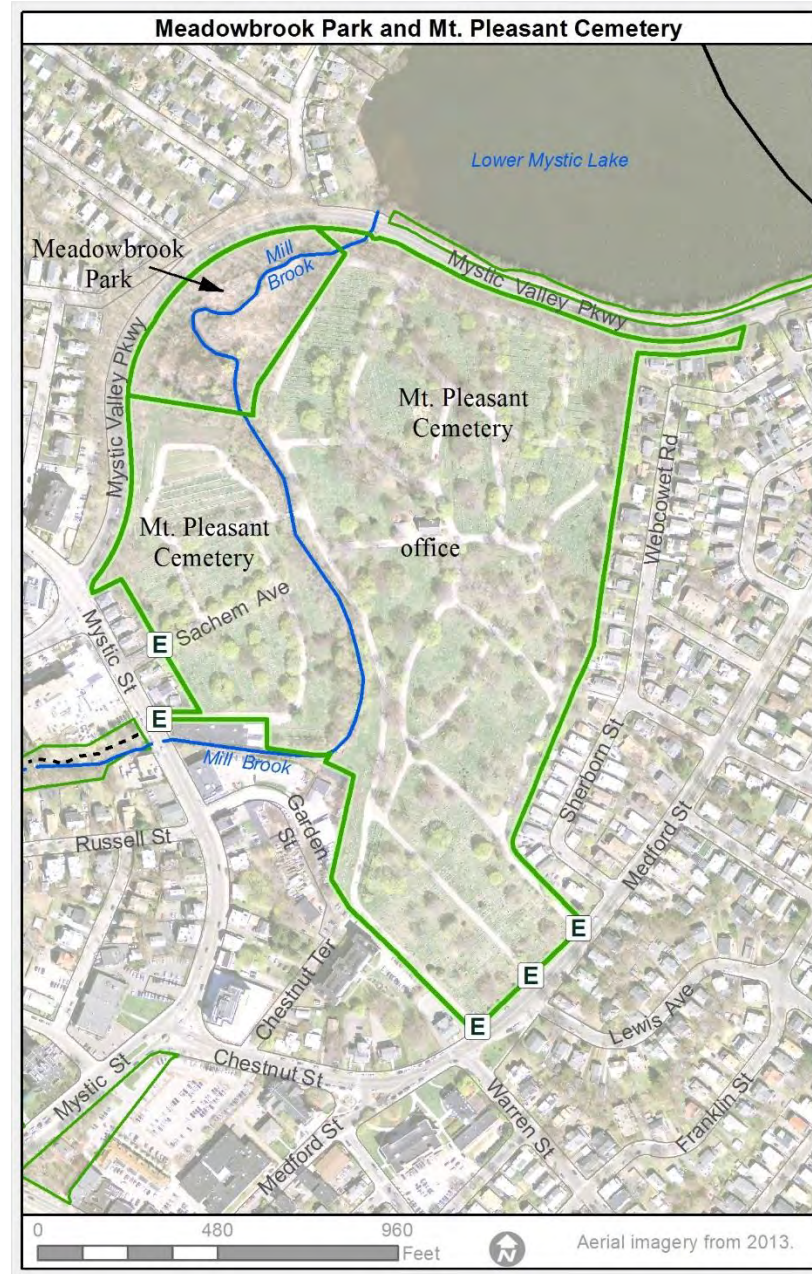 Meadowbrook Park and Mt. Pleasant Cemetery
Lower Mystic Lake
Meadowbrook
Park
Mill
Brook
Mystic Valley Pkwy
Mystic Valley Pkwy
Mt. Pleasant
Cemetery
Webcowet Rd
Mt. Pleasant
Cemetery
office
Sachem Ave
E
Mystic St
E
Mill Brook
Sherborn St
Garden
St
Russell St
Medford St
E
E
E
Chestnut Ter
Lewis Ave
Mystic St
Chestnut St
Warren St
Franklin St
Medford St
0
480
960
Feet
N
Aerial imagery from 2013.